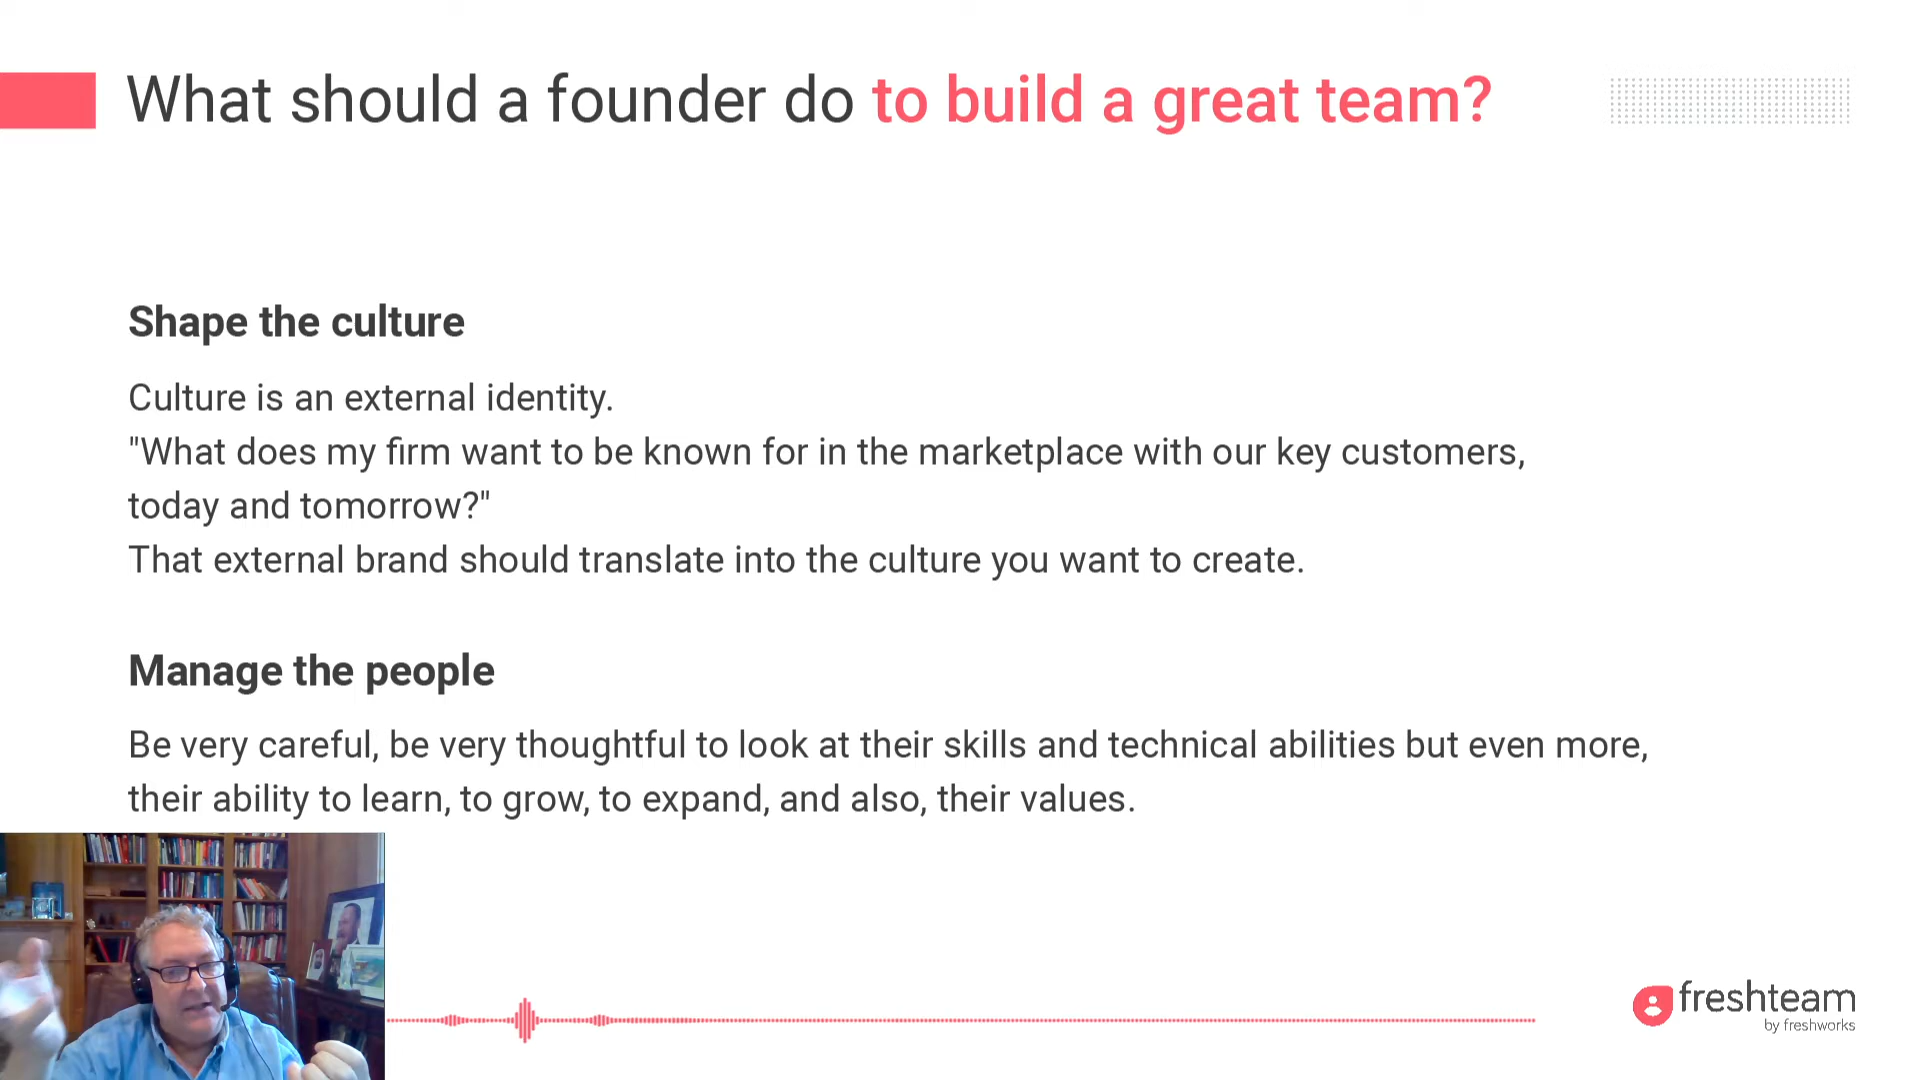 What should a founder do to build a great team?
Shape the culture
Culture is an external identity.
"What does my firm want to be known for in the marketplace with our key customers,
today and tomorrow?"
That external brand should translate into the culture you want to create.
Manage the people
Be very careful, be very thoughtful to look at their skills and technical abilities but even more,
their ability to learn, to grow, to expand, and also, their values.
freshteam
by freshworks